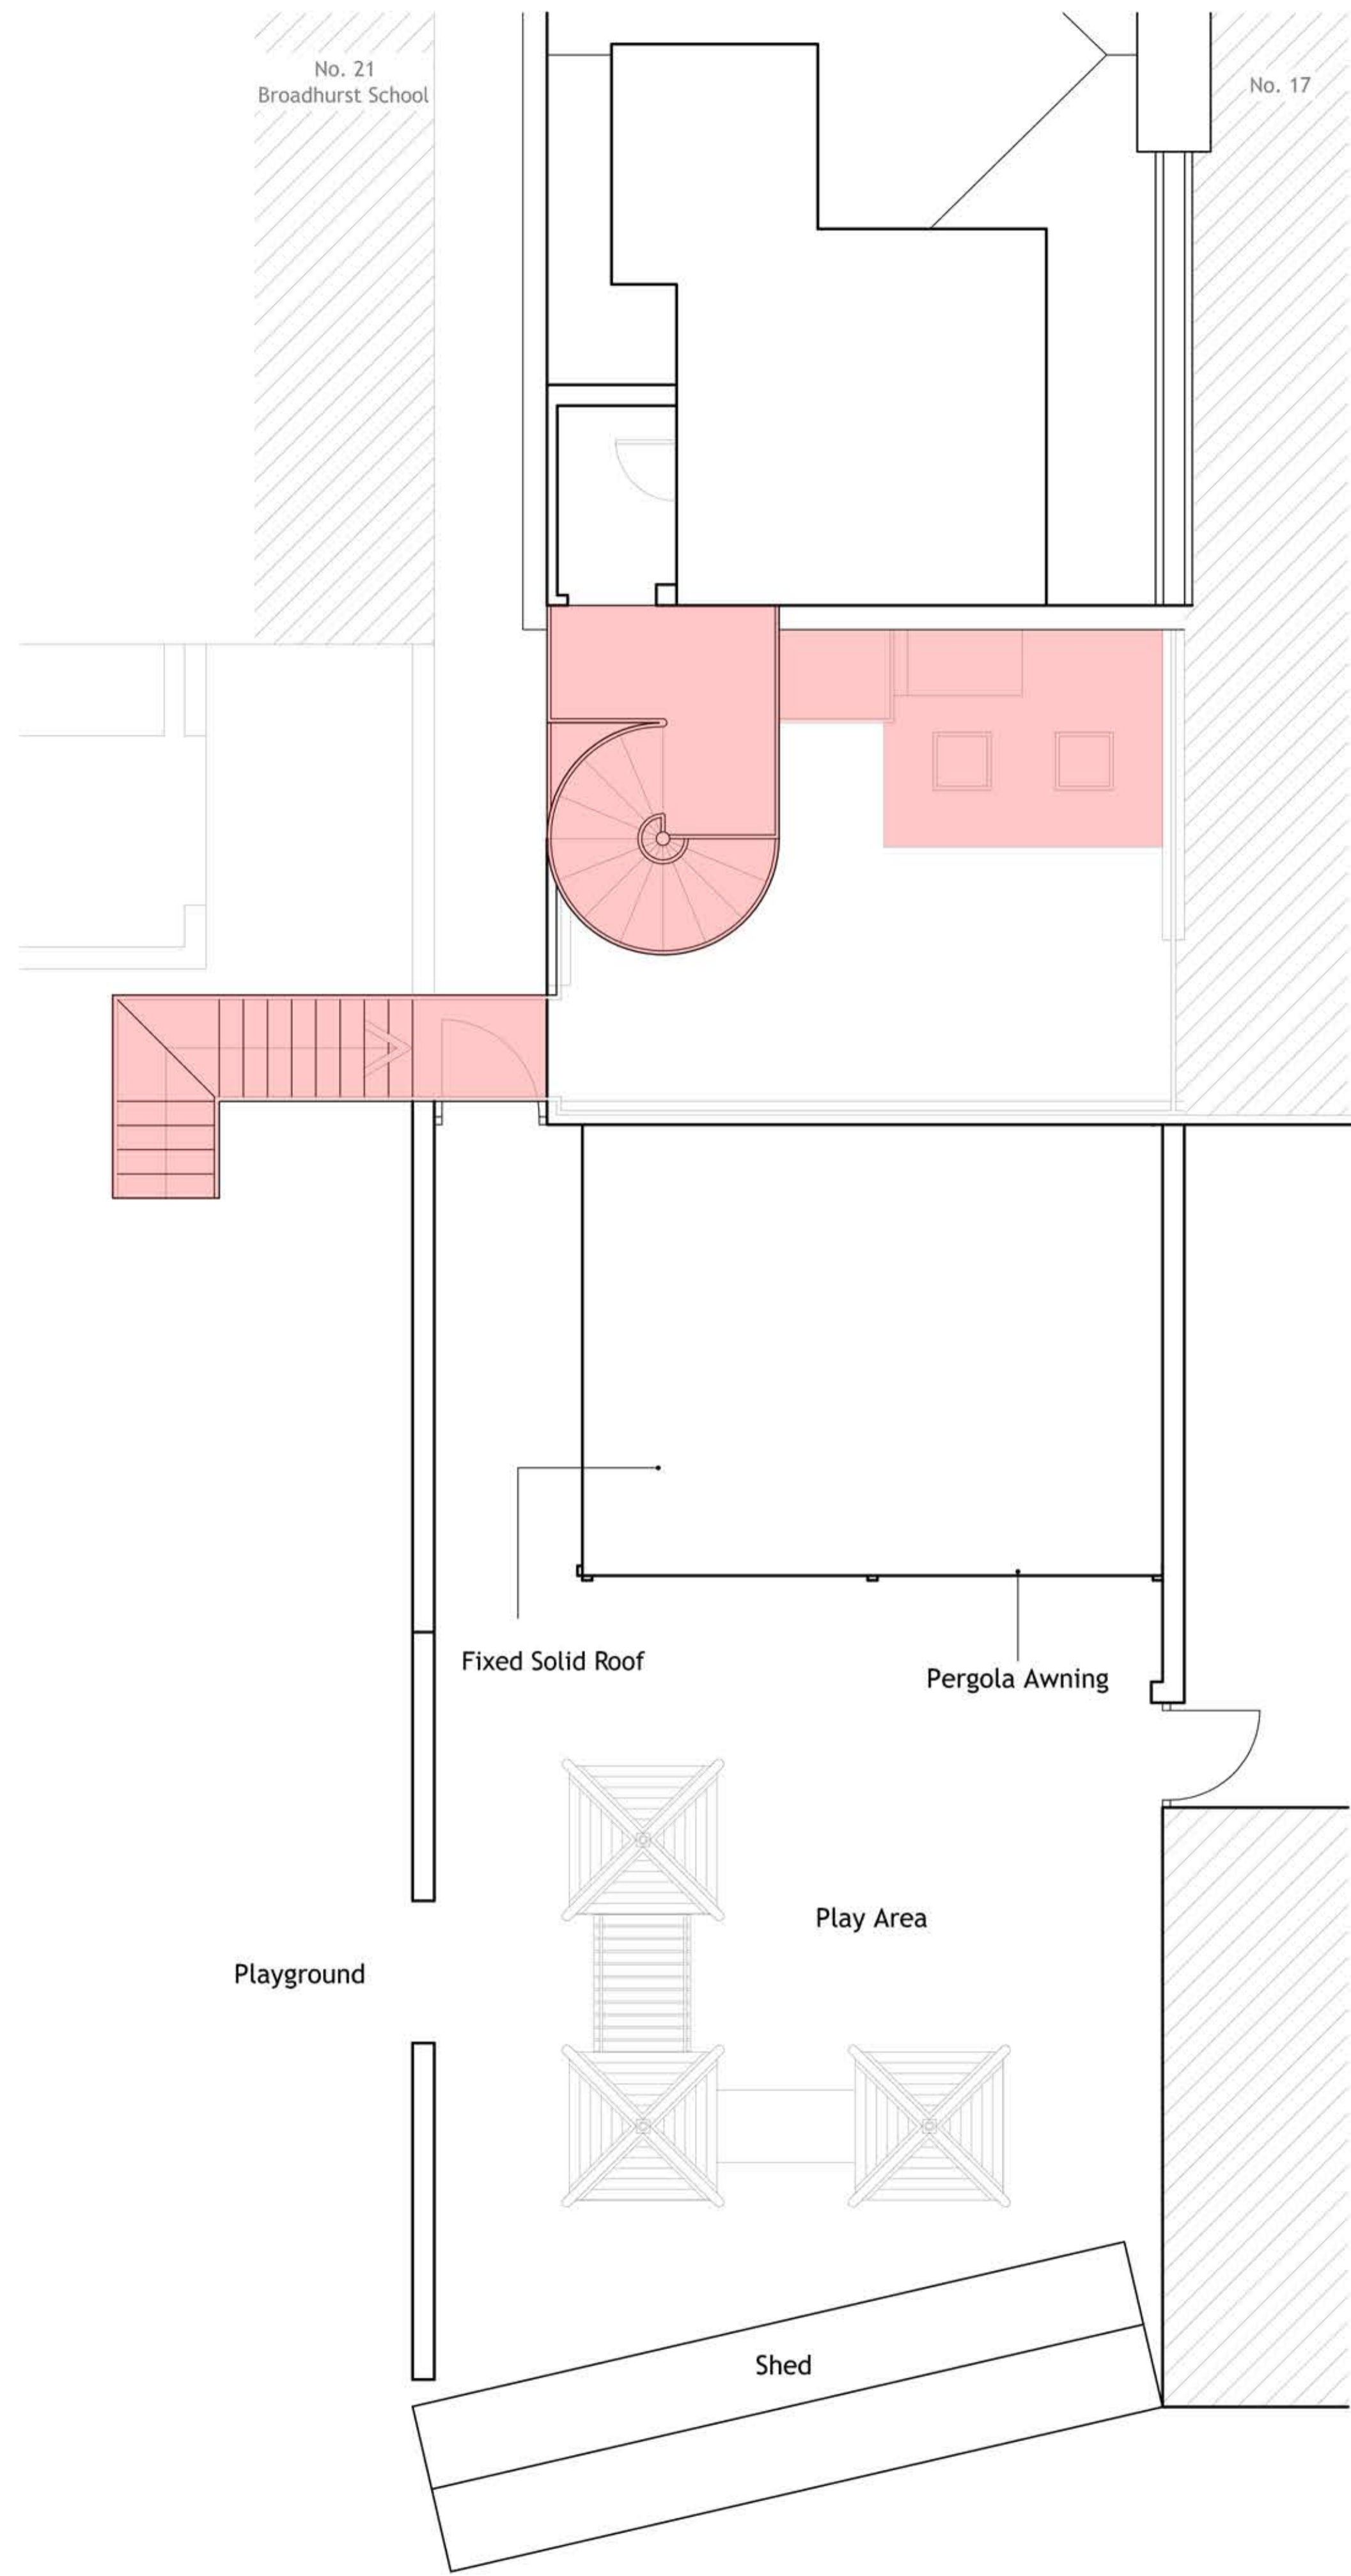 No. 21
Broadhurst School
No. 17
Fixed Solid Roof
Pergola Awning
Play Area
Playground
Shed